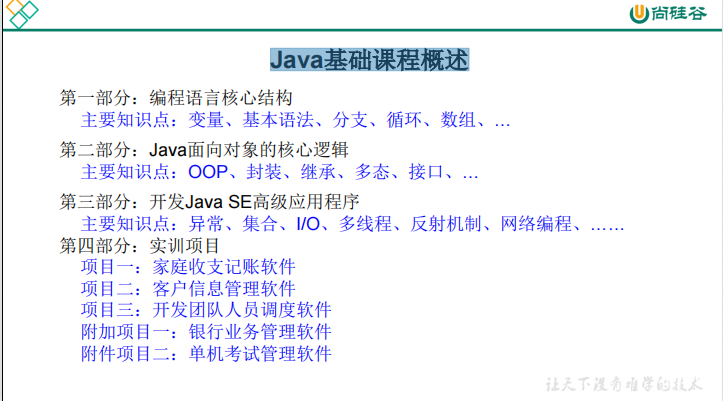 尚硅谷
Java基础课程概述
第一部分：编程语言核心结构
主要知识点：变量、基本语法、分支、循环、数组、…
第二部分：Java面向对象的核心逻辑
主要知识点：OOP、封装、继承、多态、接口、…
第三部分：开发Java SE高级应用程序
主要知识点：异常、集合、I/O、多线程、反射机制、网络编程、……
第四部分：实训项目
项目一：家庭收支记账软件
项目二：客户信息管理软件
项目三：开发团队人员调度软件
附加项目一：银行业务管理软件
附件项目二：单机考试管理软件
让天下没有难学的技术